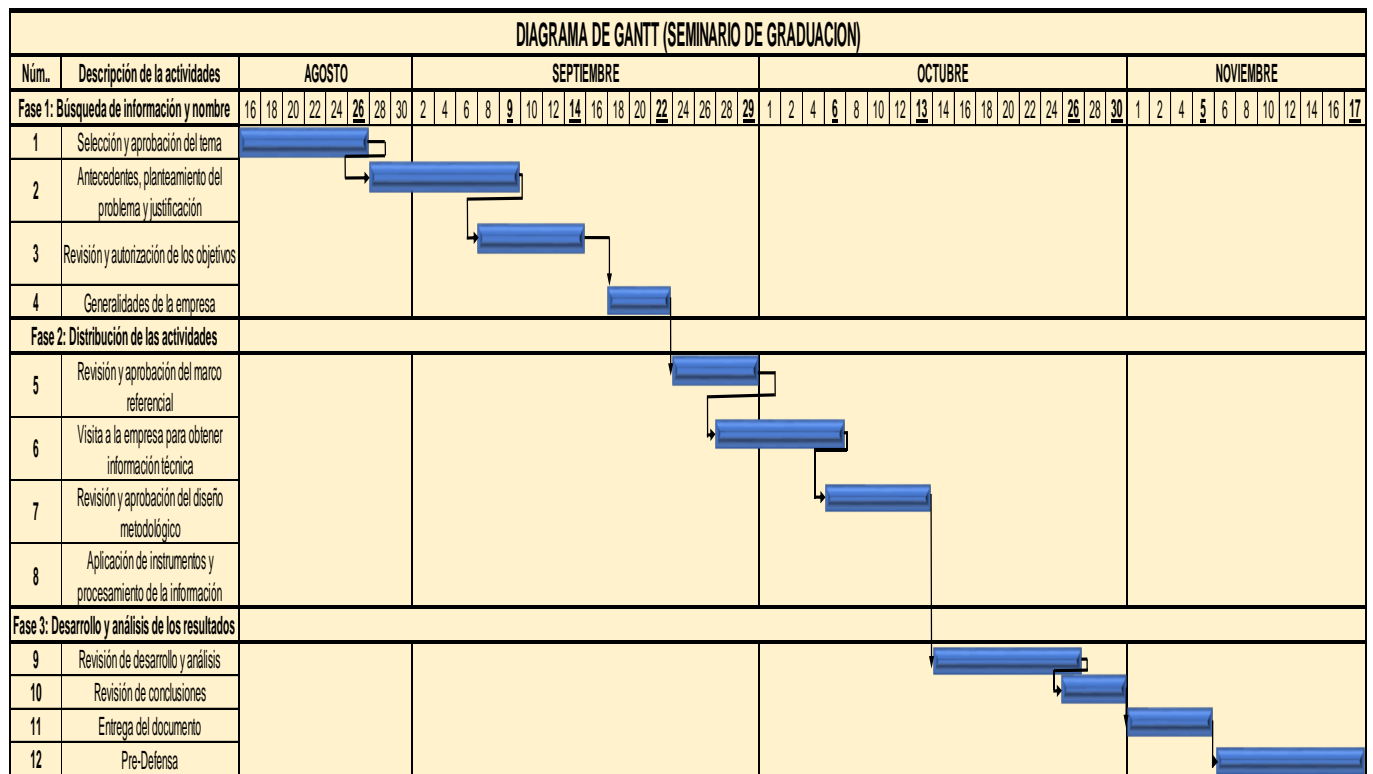 DIAGRAMA DE GANTT (SEMINARIO DE GRADUACION)
Núm.. Descripción de la actividades AGOSTO SEPTIEMBRE OCTUBRE NOVIEMBRE
Fase 1: Búsqueda de información y nombre 16 18 20 22 24 26 28 30 2 4 6 8 9 10 12 14 16 18 20 22 24 26 28 29 1 2 4 6 8 10 12 13 14 16 18 20 22 24 26 28 30 1 2 4 5 6 8 10 12 14 16 17
1 Selección y aprobación del tema
2 Antecedentes, planteamiento del
problema y justificación
3 Revisión y autorización de los objetivos
4 Generalidades de la empresa
Fase 2: Distribución de las actividades
5 Revisión y aprobación del marco
referencial
6 Visita a la empresa para obtener
información técnica
7 Revisión y aprobación del diseño
metodológico
8 Aplicación de instrumentos y
procesamiento de la información
Fase 3: Desarrollo y análisis de los resultados
9 Revisión de desarrollo y análisis
10 Revisión de conclusiones
11 Entrega del documento
12 Pre-Defensa